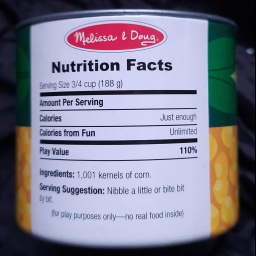 Melissa & Doug®
Nutrition Facts
Serving Size 3/4 cup (188 g)
Amount Per Serving
Calories Just enough
Calories from Fun Unlimited
Play Value 110%
Ingredients: 1,001 kernels of corn.
Serving Suggestion: Nibble a little or bite bit
by bit.
(for play purposes only—no real food inside)